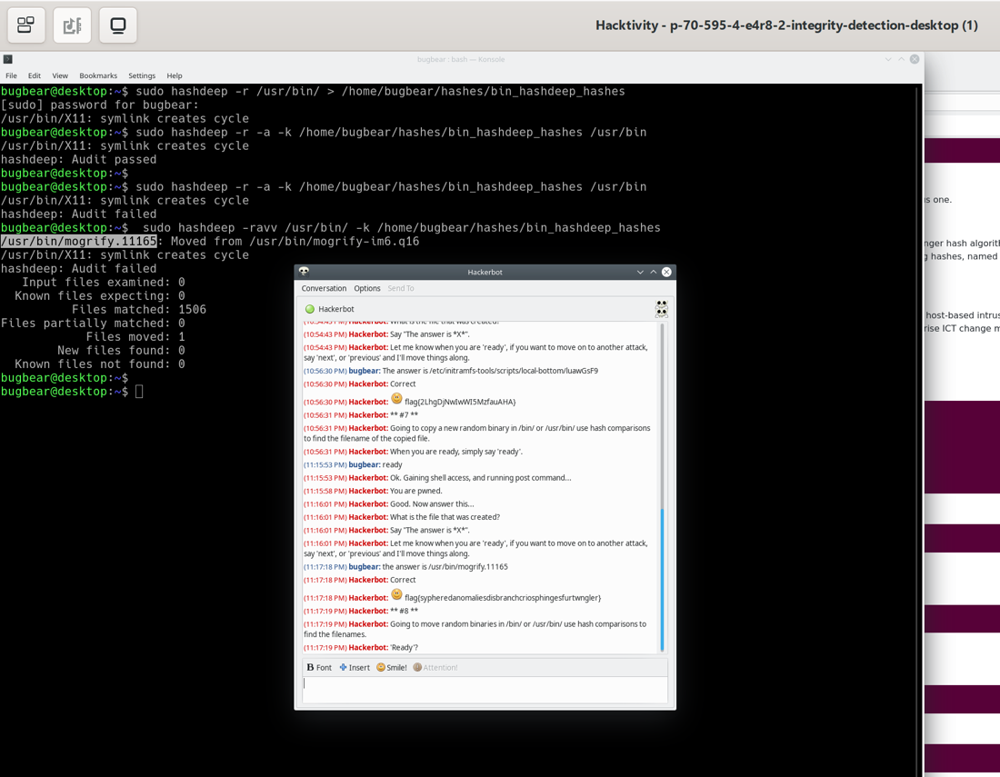 Hacktivity - p-70-595-4-e4r8-2-integrity-detection-desktop (1)
bugbear : bash — Konsole
File Edit View Bookmarks Settings Help
bugbear@desktop:~$ sudo hashdeep -r /usr/bin/ > /home/bugbear/hashes/bin_hashdeep_hashes
[sudo] password for bugbear:
/usr/bin/X11: symlink creates cycle
bugbear@desktop:~$ sudo hashdeep -r -a -k /home/bugbear/hashes/bin_hashdeep_hashes /usr/bin
/usr/bin/X11: symlink creates cycle
hashdeep: Audit passed
bugbear@desktop:~$
bugbear@desktop:~$ sudo hashdeep -r -a -k /home/bugbear/hashes/bin_hashdeep_hashes /usr/bin
/usr/bin/X11: symlink creates cycle
hashdeep: Audit failed
bugbear@desktop:~$  sudo hashdeep -ravv /usr/bin/ -k /home/bugbear/hashes/bin_hashdeep_hashes
/usr/bin/mogrify.11165: Moved from /usr/bin/mogrify-im6.q16
/usr/bin/X11: symlink creates cycle
hashdeep: Audit failed
Input files examined: 0
Known files expecting: 0
Files matched: 1506
Files partially matched: 0
Files moved: 1
New files found: 0
Known files not found: 0
bugbear@desktop:~$
bugbear@desktop:~$
Hackerbot
Conversation Options Send To
Hackerbot
(10:54:43 PM) Hackerbot: What is the file that was created?
(10:54:43 PM) Hackerbot: Say "The answer is *X*".
(10:54:43 PM) Hackerbot: Let me know when you are 'ready', if you want to move on to another attack,
say 'next', or 'previous' and I'll move things along.
(10:56:30 PM) bugbear: The answer is /etc/initramfs-tools/scripts/local-bottom/luawGsF9
(10:56:30 PM) Hackerbot: Correct
(10:56:30 PM) Hackerbot: flag{2LhgDjNwIwWI5MzfauAHA}
(10:56:31 PM) Hackerbot: ** #7 **
(10:56:31 PM) Hackerbot: Going to copy a new random binary in /bin/ or /usr/bin/ use hash comparisons
to find the filename of the copied file.
(10:56:31 PM) Hackerbot: When you are ready, simply say 'ready'.
(11:15:53 PM) bugbear: ready
(11:15:53 PM) Hackerbot: Ok. Gaining shell access, and running post command...
(11:15:58 PM) Hackerbot: You are pwned.
(11:16:01 PM) Hackerbot: Good. Now answer this...
(11:16:01 PM) Hackerbot: What is the file that was created?
(11:16:01 PM) Hackerbot: Say "The answer is *X*".
(11:16:01 PM) Hackerbot: Let me know when you are 'ready', if you want to move on to another attack,
say 'next', or 'previous' and I'll move things along.
(11:17:18 PM) bugbear: the answer is /usr/bin/mogrify.11165
(11:17:18 PM) Hackerbot: Correct
(11:17:18 PM) Hackerbot: flag{sypheredanomaliesdisbranchcriosphingesfurtwngler}
(11:17:19 PM) Hackerbot: ** #8 **
(11:17:19 PM) Hackerbot: Going to move random binaries in /bin/ or /usr/bin/ use hash comparisons to
find the filenames.
(11:17:19 PM) Hackerbot: 'Ready'?
B Font Insert Smile! Attention!
s one.
nger hash algorith
g hashes, named
host-based intrus
rise ICT change m